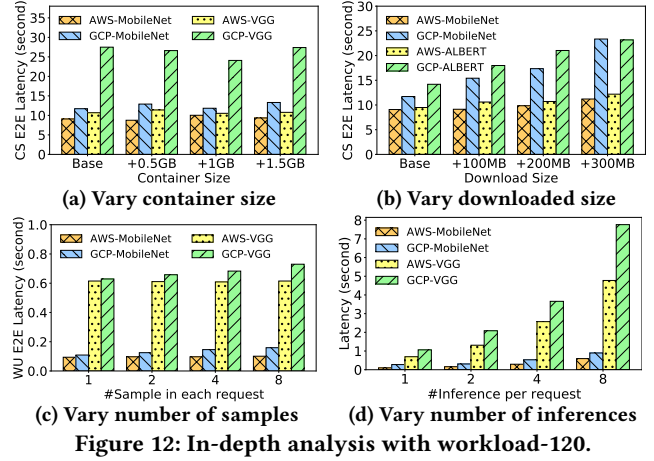 CS E2E Latency (second)
35
30
25
20
15
10
5
0
AWS-MobileNet
GCP-MobileNet
AWS-VGG
GCP-VGG
Base
+0.5GB
+1GB
+1.5GB
Container Size
(a) Vary container size
CS E2E Latency (second)
35
30
25
20
15
10
5
0
AWS-MobileNet
GCP-MobileNet
AWS-ALBERT
GCP-ALBERT
Base
+100MB
+200MB
+300MB
Download Size
(b) Vary downloaded size
WU E2E Latency (second)
1.0
0.8
0.6
0.4
0.2
0.0
AWS-MobileNet
GCP-MobileNet
AWS-VGG
GCP-VGG
1
2
4
8
#Sample in each request
(c) Vary number of samples
Latency (second)
8
7
6
5
4
3
2
1
0
AWS-MobileNet
GCP-MobileNet
AWS-VGG
GCP-VGG
1
2
4
8
#Inference per request
(d) Vary number of inferences
Figure 12: In-depth analysis with workload-120.